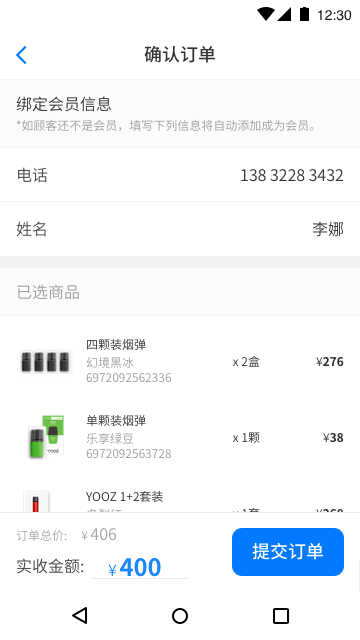 12:30
确认订单
绑定会员信息
*如顾客还不是会员，填写下列信息将自动添加成为会员。
电话 138 3228 3432
姓名 李娜
已选商品
四颗装烟弹
幻境黑冰 x 2盒 ¥276
6972092562336
单颗装烟弹
乐享绿豆 x 1颗 ¥38
6972092563728
YOOZ
YOOZ 1+2套装
订单总价: ¥406
实收金额: ¥400
提交订单